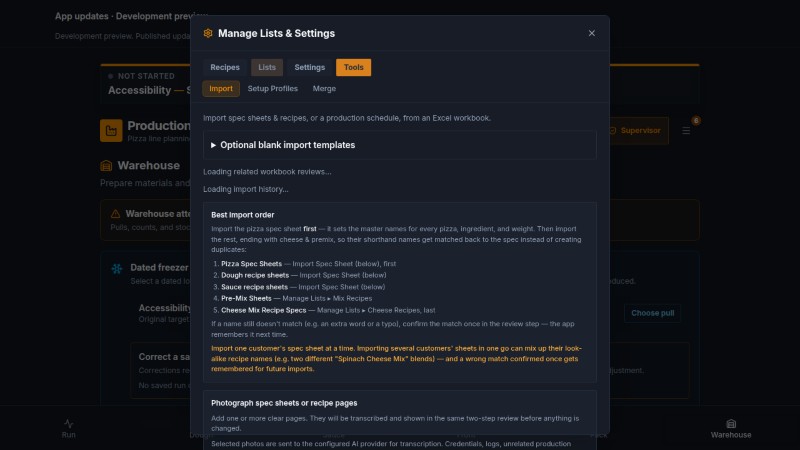 App updates · Development preview
Development preview. Published upda
Manage Lists & Settings
Recipes
Lists
Settings
Tools
Import
Setup Profiles
Merge
NOT STARTED
Accessibility — S
Production
Pizza line plannin
Supervisor
6
Warehouse
Prepare materials and
Import spec sheets & recipes, or a production schedule, from an Excel workbook.
Optional blank import templates
Loading related workbook reviews...
Loading import history...
Warehouse atte
Pulls, counts, and stoc
Best import order
Import the pizza spec sheet first — it sets the master names for every pizza, ingredient, and weight. Then import
the rest, ending with cheese & premix, so their shorthand names get matched back to the spec instead of creating
duplicates:
1. Pizza Spec Sheets — Import Spec Sheet (below), first
2. Dough recipe sheets — Import Spec Sheet (below)
3. Sauce recipe sheets — Import Spec Sheet (below)
4. Pre-Mix Sheets — Manage Lists ▸ Mix Recipes
5. Cheese Mix Recipe Specs — Manage Lists ▸ Cheese Recipes, last
If a name still doesn't match (e.g. an extra word or a typo), confirm the match once in the review step — the app
remembers it next time.
Import one customer's spec sheet at a time. Importing several customers' sheets in one go can mix up their look-
alike recipe names (e.g. two different "Spinach Cheese Mix" blends) — and a wrong match confirmed once gets
remembered for future imports.
Dated freezer
Select a dated lo
duced.
Accessibility
Original target
Choose pull
Correct a sa
Corrections re
djustment.
No saved run
Photograph spec sheets or recipe pages
Add one or more clear pages. They will be transcribed and shown in the same two-step review before anything is
changed.
Selected photos are sent to the configured AI provider for transcription. Credentials, logs, unrelated production
Run
Warehouse